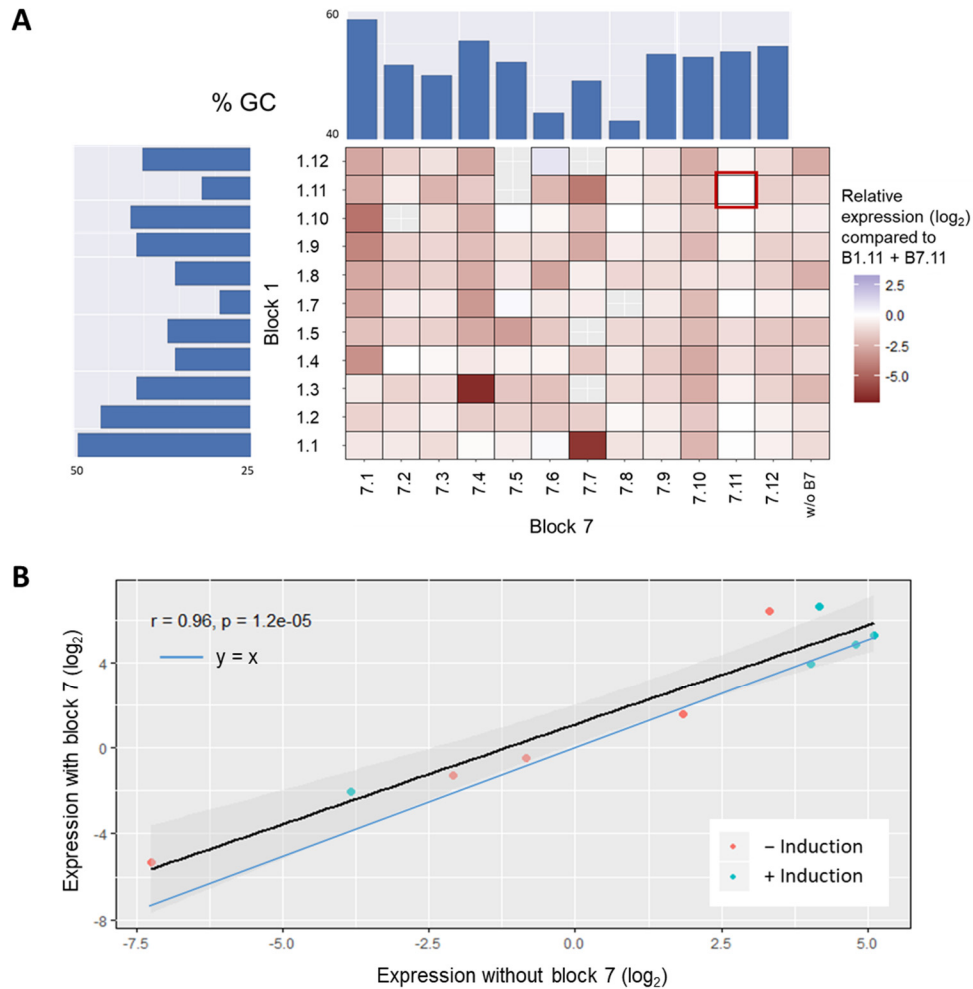 A
60
40
% GC
50
25
Block 1
1.12
1.11
1.10
1.9
1.8
1.7
1.5
1.4
1.3
1.2
1.1
7.1
7.2
7.3
7.4
7.5
7.6
7.7
7.8
7.9
7.10
7.11
7.12
w/o B7
Block 7
Relative
expression (log2)
compared to
B1.11 + B7.11
2.5
0.0
-2.5
-5.0
B
r = 0.96, p = 1.2e-05
y = x
Expression with block 7 (log2)
4
0
-4
-8
– Induction
+ Induction
-7.5
-5.0
-2.5
0.0
2.5
5.0
Expression without block 7 (log2)